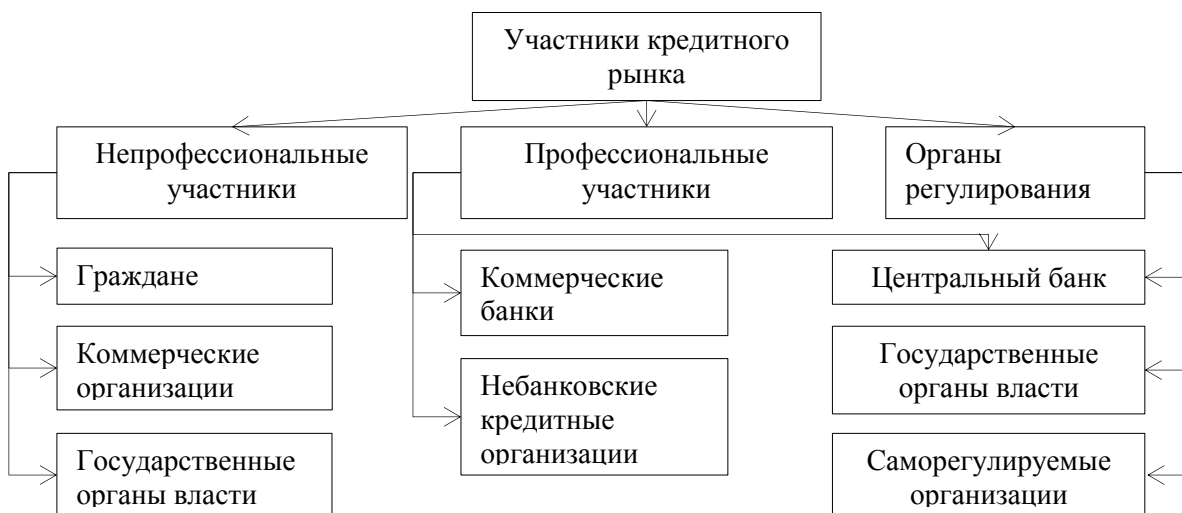 Участники кредитного
рынка
Непрофессиональные
участники
Профессиональные
участники
Органы
регулирования
Граждане
Коммерческие
организации
Государственные
органы власти
Коммерческие
банки
Небанковские
кредитные
организации
Центральный банк
Государственные
органы власти
Саморегулируемые
организации